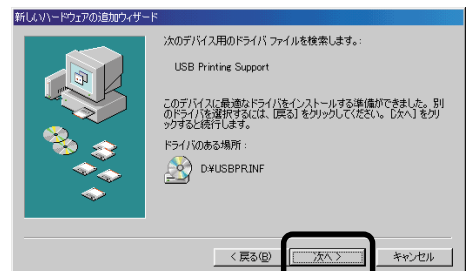 新しいハードウェアの追加ウィザード
次のデバイス用のドライバ ファイルを検索します。:
USB Printing Support
このデバイスに最適なドライバをインストールする準備ができました。別
のドライバを選択するには、[戻る] をクリックしてください。[次へ] をクリ
ックすると続行します。
ドライバのある場所:
D:¥USBPR.INF
< 戻る(B)
次へ >
キャンセル